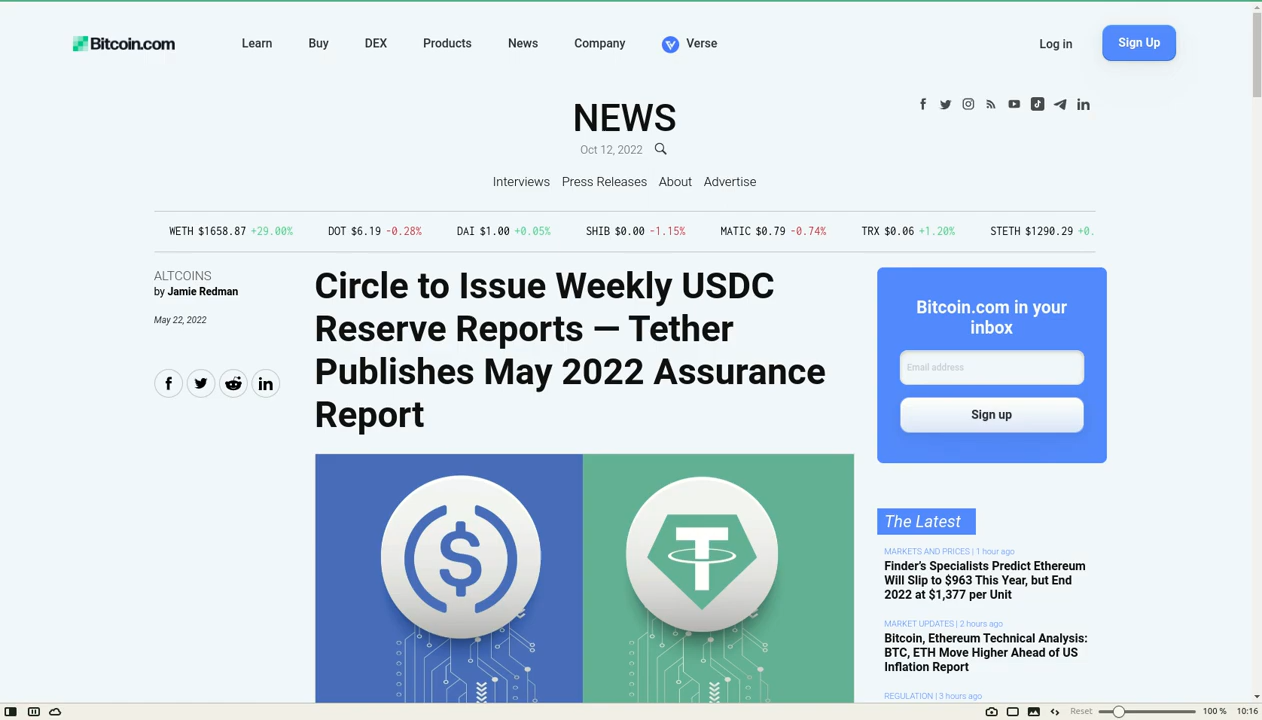 Bitcoin.com
Learn
Buy
DEX
Products
News
Company
Verse
Log in
Sign Up
NEWS
Oct 12, 2022
Interviews Press Releases About Advertise
WETH $1658.87 +29.00% DOT $6.19 -0.28% DAI $1.00 +0.05% SHIB $0.00 -1.15% MATIC $0.79 -0.74% TRX $0.06 +1.20% STETH $1290.29 +0.
ALTCOINS
by Jamie Redman
May 22, 2022
Circle to Issue Weekly USDC
Reserve Reports — Tether
Publishes May 2022 Assurance
Report
Bitcoin.com in your
inbox
Email address
Sign up
The Latest
MARKETS AND PRICES | 1 hour ago
Finder's Specialists Predict Ethereum
Will Slip to $963 This Year, but End
2022 at $1,377 per Unit
MARKET UPDATES | 2 hours ago
Bitcoin, Ethereum Technical Analysis:
BTC, ETH Move Higher Ahead of US
Inflation Report
REGULATION | 3 hours ago
Reset
100 %
10:16